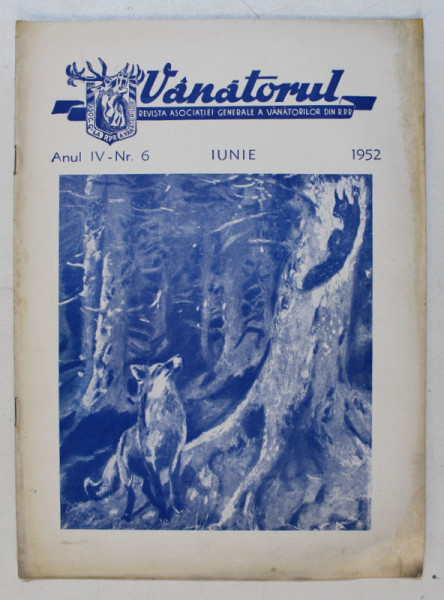 Vânătorul
REVISTA ASOCIAȚIEI GENERALE A VÂNĂTORILOR DIN R.P.R.
Anul IV - Nr. 6 IUNIE 1952